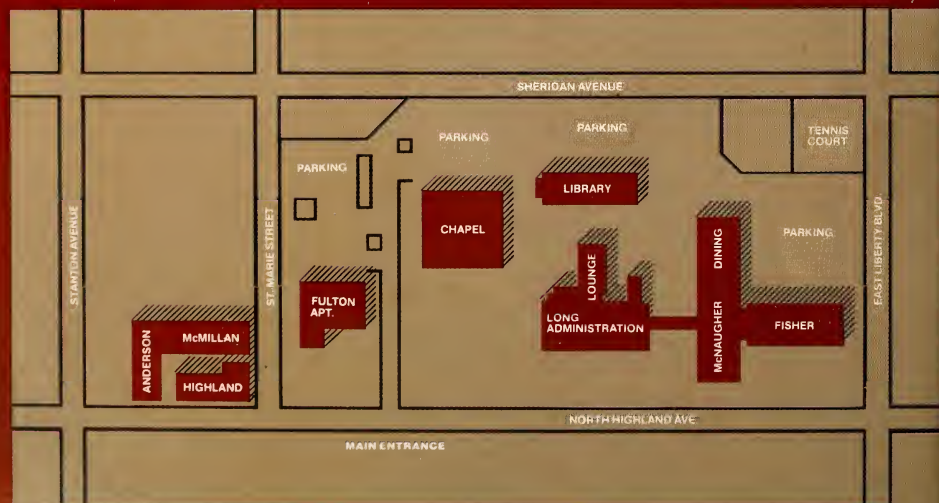 SHERIDAN AVENUE
PARKING
PARKING
TENNIS
COURT
PARKING
LIBRARY
CHAPEL
DINING
PARKING
STANTON AVENUE
ST. MARIE STREET
EAST LIBERTY BLVD.
LOUNGE
FULTON
APT.
LONG
ADMINISTRATION
FISHER
McNAUGHER
McMILLAN
ANDERSON
HIGHLAND
NORTH HIGHLAND AVE.
MAIN ENTRANCE